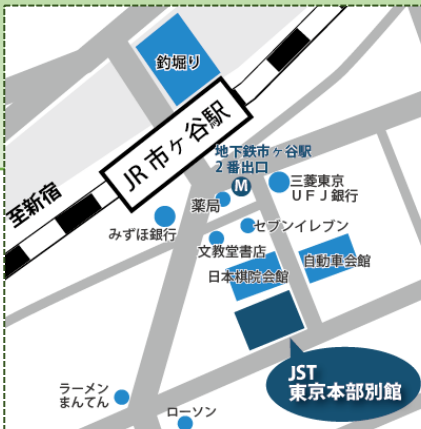 釣堀り
JR 市ヶ谷駅
至新宿
地下鉄市ヶ谷駅
2 番出口
M
三菱東京
ＵＦＪ銀行
薬局
みずほ銀行
セブンイレブン
文教堂書店
日本棋院会館
自動車会館
JST
東京本部別館
ラーメン
まんてん
ローソン